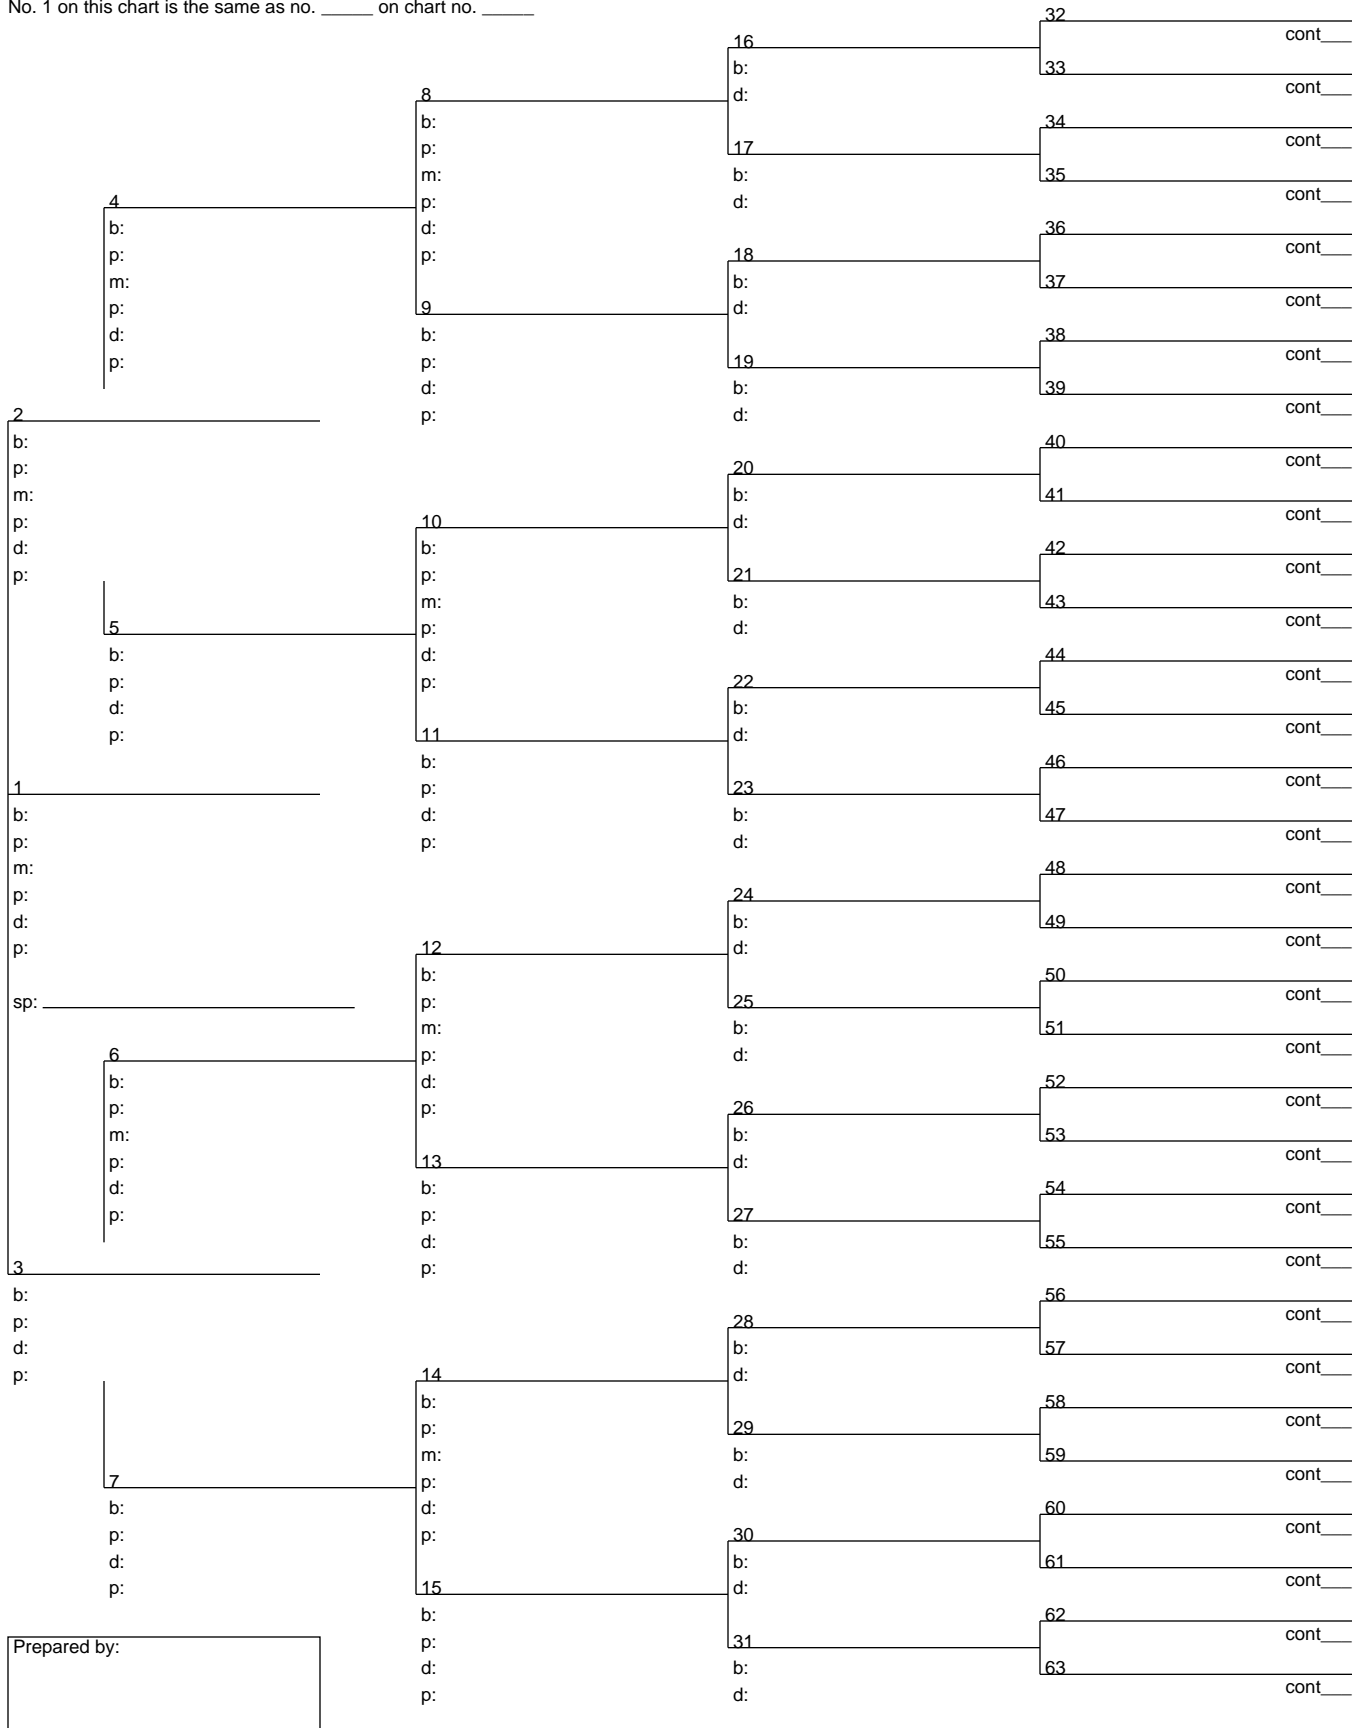 No. 1 on this chart is the same as no. _____ on chart no. _____
2
b:
p:
m:
p:
d:
p:
1
b:
p:
m:
p:
d:
p:
sp: 
3
b:
p:
d:
p:
Prepared by:
4
b:
p:
m:
p:
d:
p:
5
b:
p:
d:
p:
6
b:
p:
m:
p:
d:
p:
7
b:
p:
d:
p:
8
b:
p:
m:
p:
d:
p:
9
b:
p:
d:
p:
10
b:
p:
m:
p:
d:
p:
11
b:
p:
d:
p:
12
b:
p:
m:
p:
d:
p:
13
b:
p:
d:
p:
14
b:
p:
m:
p:
d:
p:
15
b:
p:
d:
p:
16
b:
d:
17
b:
d:
18
b:
d:
19
b:
d:
20
b:
d:
21
b:
d:
22
b:
d:
23
b:
d:
24
b:
d:
25
b:
d:
26
b:
d:
27
b:
d:
28
b:
d:
29
b:
d:
30
b:
d:
31
b:
d:
32
cont___
33
cont___
34
cont___
35
cont___
36
cont___
37
cont___
38
cont___
39
cont___
40
cont___
41
cont___
42
cont___
43
cont___
44
cont___
45
cont___
46
cont___
47
cont___
48
cont___
49
cont___
50
cont___
51
cont___
52
cont___
53
cont___
54
cont___
55
cont___
56
cont___
57
cont___
58
cont___
59
cont___
60
cont___
61
cont___
62
cont___
63
cont___